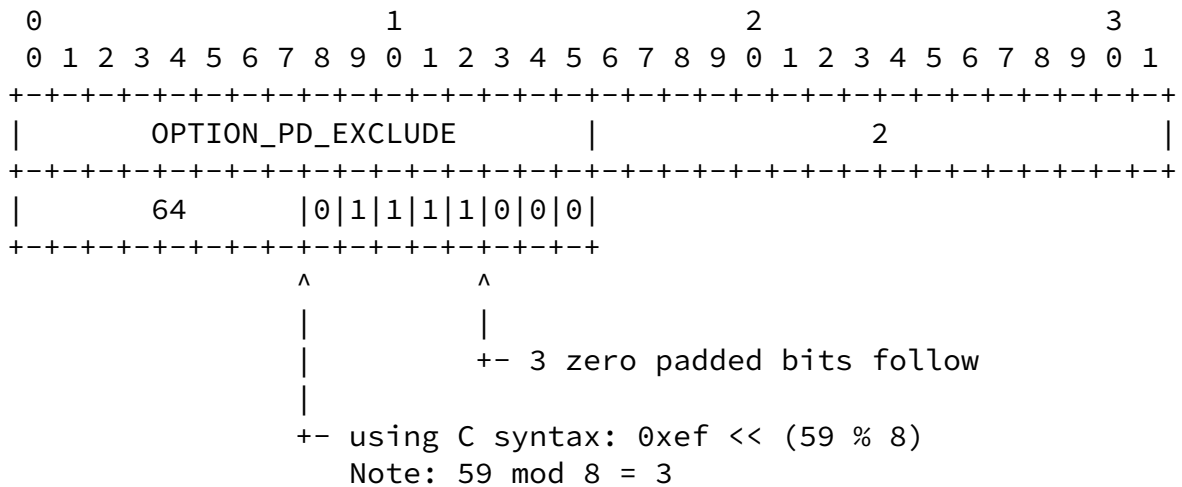 0                   1                   2                   3
 0 1 2 3 4 5 6 7 8 9 0 1 2 3 4 5 6 7 8 9 0 1 2 3 4 5 6 7 8 9 0 1
+-+-+-+-+-+-+-+-+-+-+-+-+-+-+-+-+-+-+-+-+-+-+-+-+-+-+-+-+-+-+-+-+
|       OPTION_PD_EXCLUDE       |               2               |
+-+-+-+-+-+-+-+-+-+-+-+-+-+-+-+-+-+-+-+-+-+-+-+-+-+-+-+-+-+-+-+-+
|       64      |0|1|1|1|1|0|0|0|
+-+-+-+-+-+-+-+-+-+-+-+-+-+-+-+-+
                ^         ^
                |         |
                |         +- 3 zero padded bits follow
                |
                +- using C syntax: 0xef << (59 % 8)
                   Note: 59 mod 8 = 3